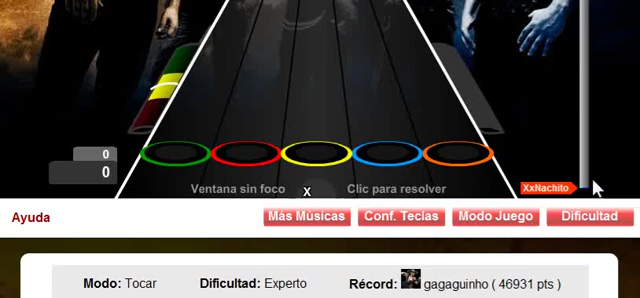 0
0
Ventana sin foco x Clic para resolver
XxNachito
Ayuda
Más Músicas
Conf. Teclas
Modo Juego
Dificultad
Modo: Tocar
Dificultad: Experto
Récord: gagaguinho ( 46931 pts )